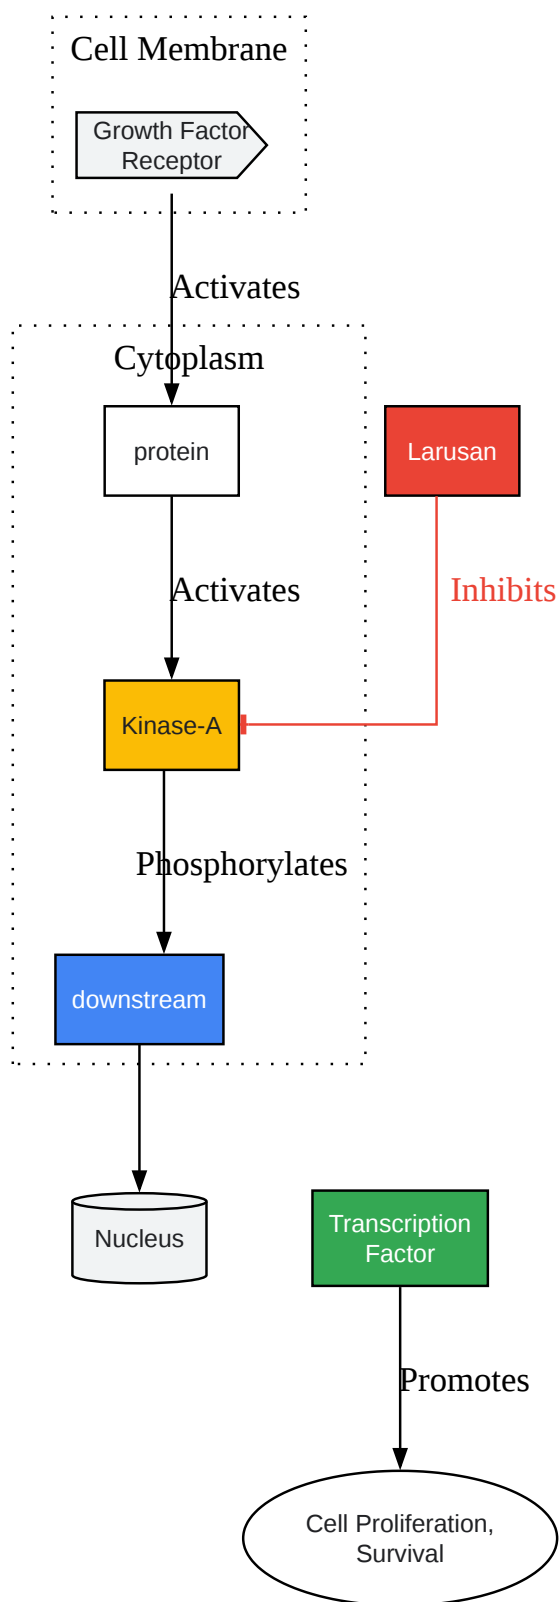 Cell Membrane
Growth Factor
Receptor
Activates
Cytoplasm
protein
Larusan
Activates
Inhibits
Kinase-A
Phosphorylates
downstream
Nucleus
Transcription
Factor
Promotes
Cell Proliferation,
Survival